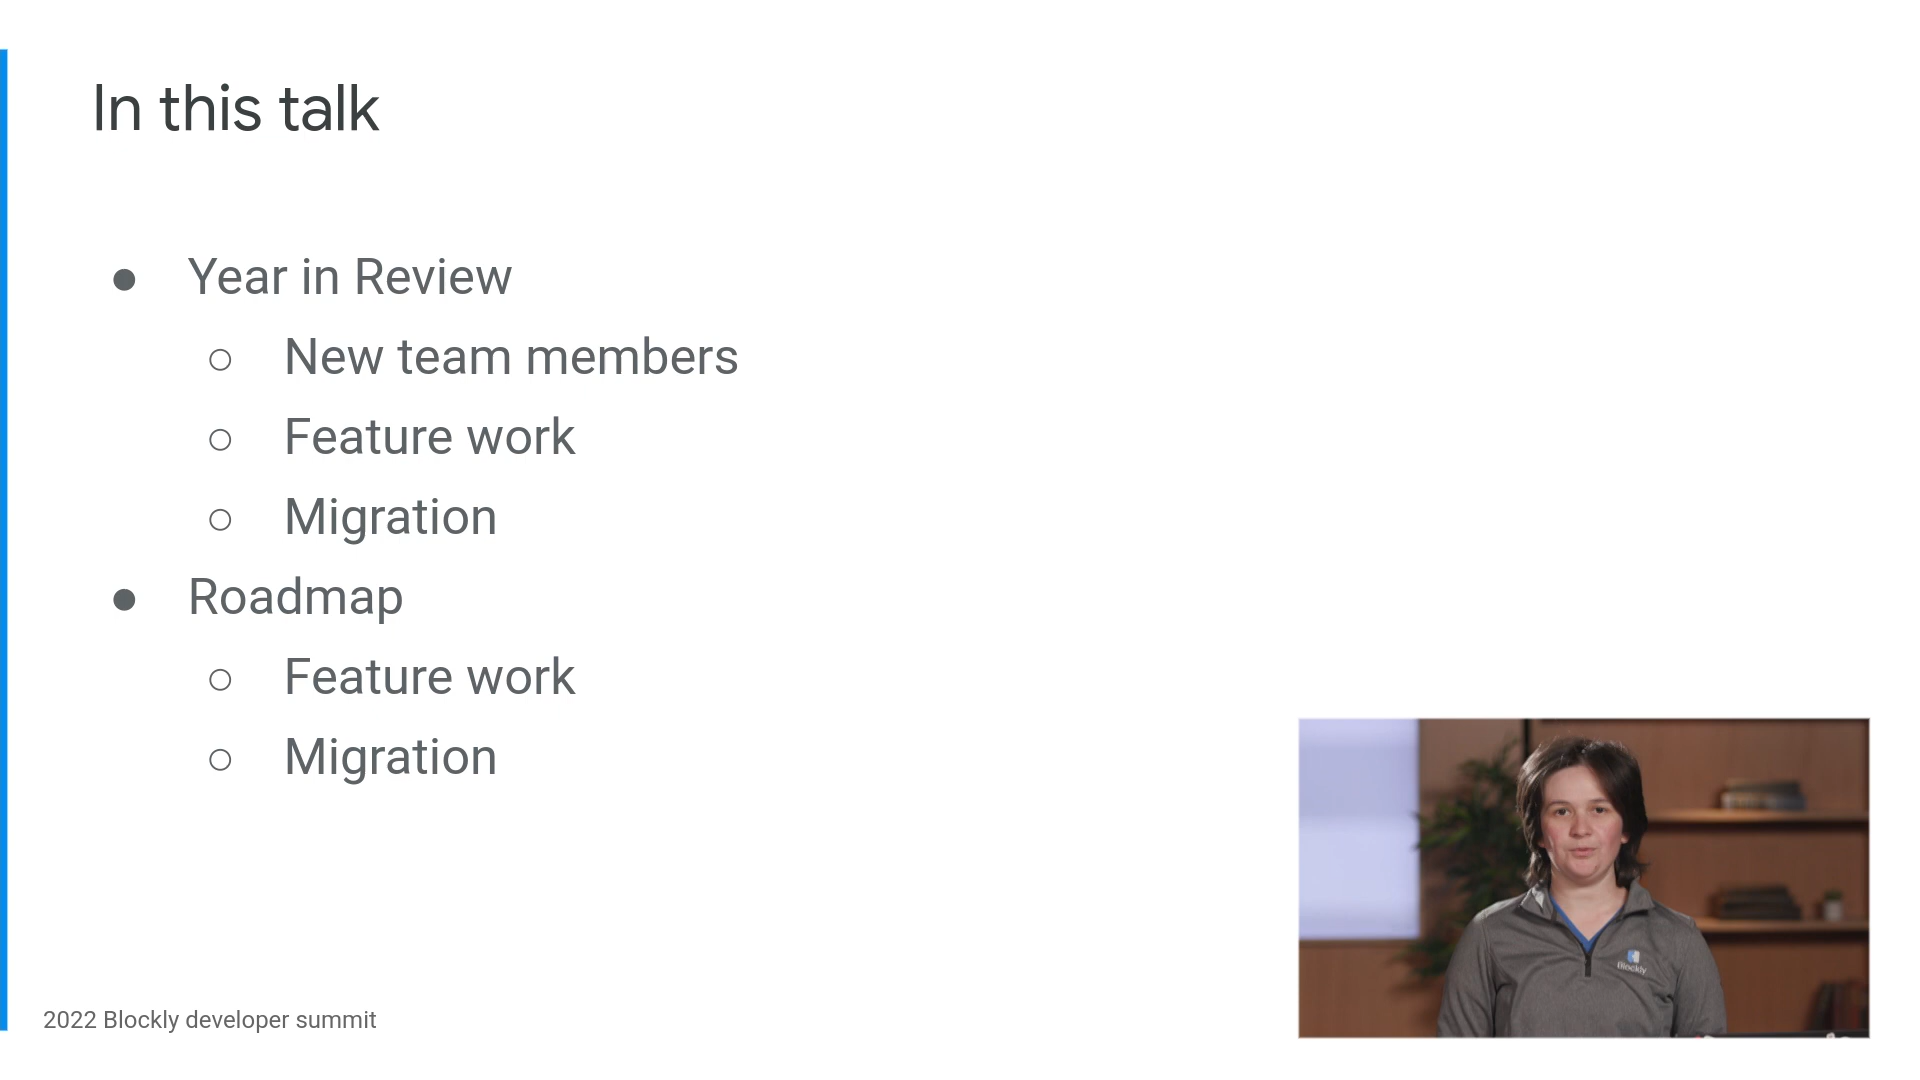 In this talk
● Year in Review
○ New team members
○ Feature work
○ Migration
● Roadmap
○ Feature work
○ Migration
Blockly
2022 Blockly developer summit